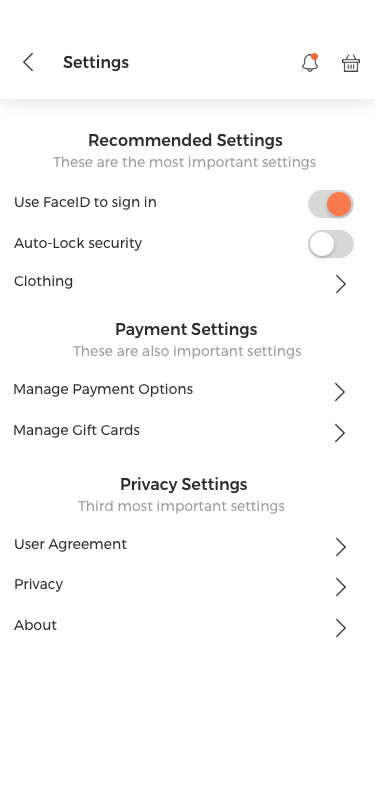 Settings
Recommended Settings
These are the most important settings
Use FaceID to sign in
Auto-Lock security
Clothing
Payment Settings
These are also important settings
Manage Payment Options
Manage Gift Cards
Privacy Settings
Third most important settings
User Agreement
Privacy
About